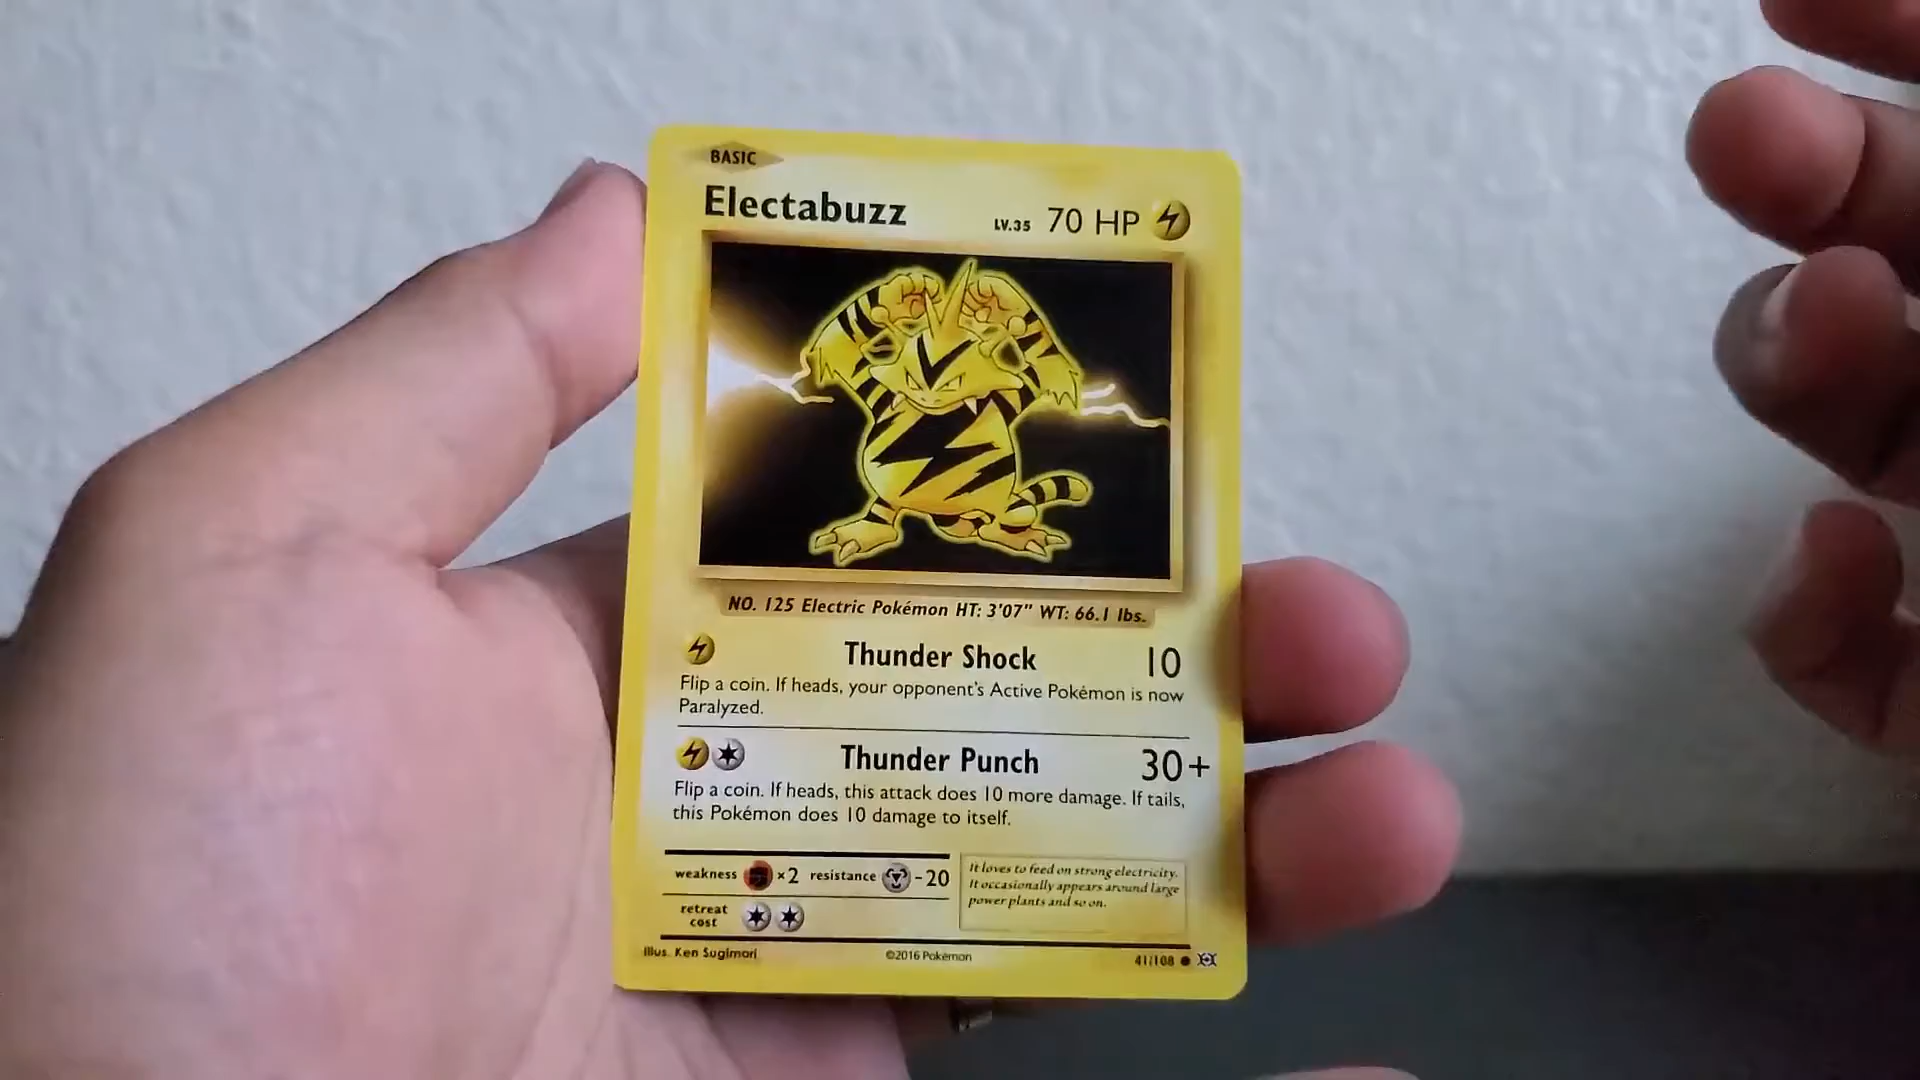 BASIC
Electabuzz LV.35 70 HP
NO. 125 Electric Pokémon HT: 3'07" WT: 66.1 lbs.
Thunder Shock 10
Flip a coin. If heads, your opponent's Active Pokémon is now
Paralyzed.
Thunder Punch 30+
Flip a coin. If heads, this attack does 10 more damage. If tails,
this Pokémon does 10 damage to itself.
weakness ×2 resistance -20
retreat
cost
It loves to feed on strong electricity.
It occasionally appears around large
power plants and so on.
Illus. Ken Sugimori ©2016 Pokémon 41/108